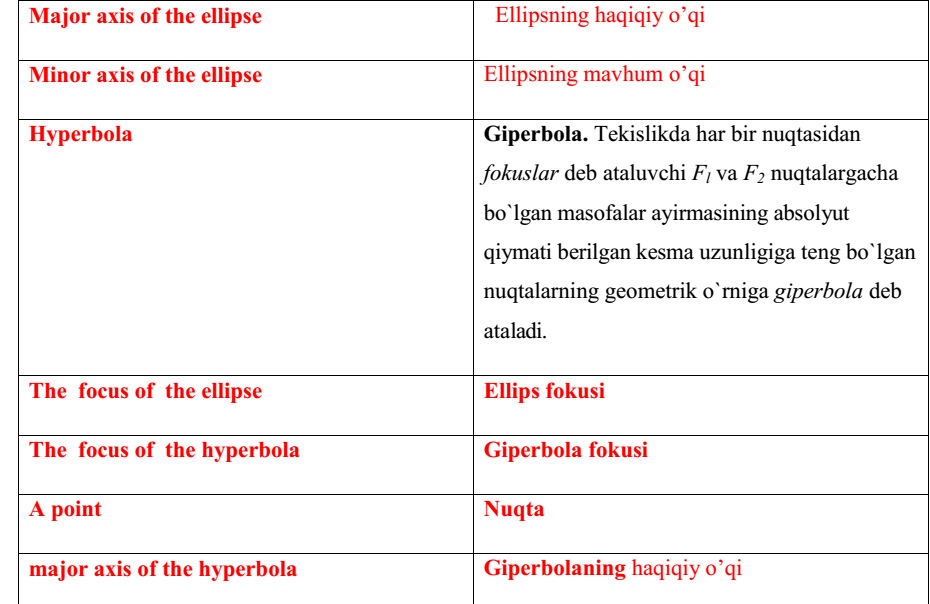 Major axis of the ellipse
Ellipsning haqiqiy o’qi
Minor axis of the ellipse
Ellipsning mavhum o’qi
Hyperbola
Giperbola. Tekislikda har bir nuqtasidan
fokuslar deb ataluvchi Fl va F2 nuqtalargacha
bo`lgan masofalar ayirmasining absolyut
qiymati berilgan kesma uzunligiga teng bo`lgan
nuqtalarning geometrik o`rniga giperbola deb
ataladi.
The focus of the ellipse
Ellips fokusi
The focus of the hyperbola
Giperbola fokusi
A point
Nuqta
major axis of the hyperbola
Giperbolaning haqiqiy o’qi